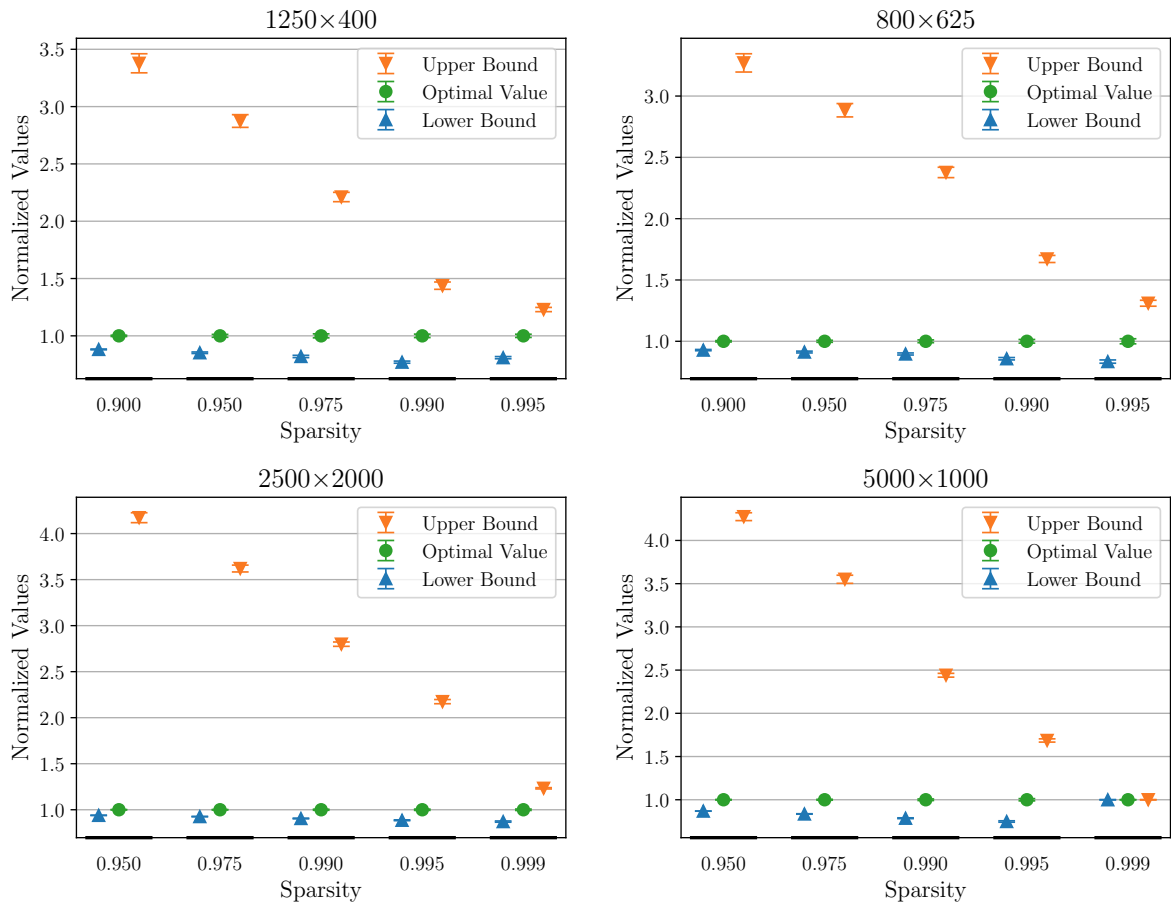 1250×400
Normalized Values
3.5
3.0
2.5
2.0
1.5
1.0
Upper Bound
Optimal Value
Lower Bound
0.900 0.950 0.975 0.990 0.995
Sparsity
800×625
Normalized Values
3.0
2.5
2.0
1.5
1.0
Upper Bound
Optimal Value
Lower Bound
0.900 0.950 0.975 0.990 0.995
Sparsity
2500×2000
Normalized Values
4.0
3.5
3.0
2.5
2.0
1.5
1.0
Upper Bound
Optimal Value
Lower Bound
0.950 0.975 0.990 0.995 0.999
Sparsity
5000×1000
Normalized Values
4.0
3.5
3.0
2.5
2.0
1.5
1.0
Upper Bound
Optimal Value
Lower Bound
0.950 0.975 0.990 0.995 0.999
Sparsity